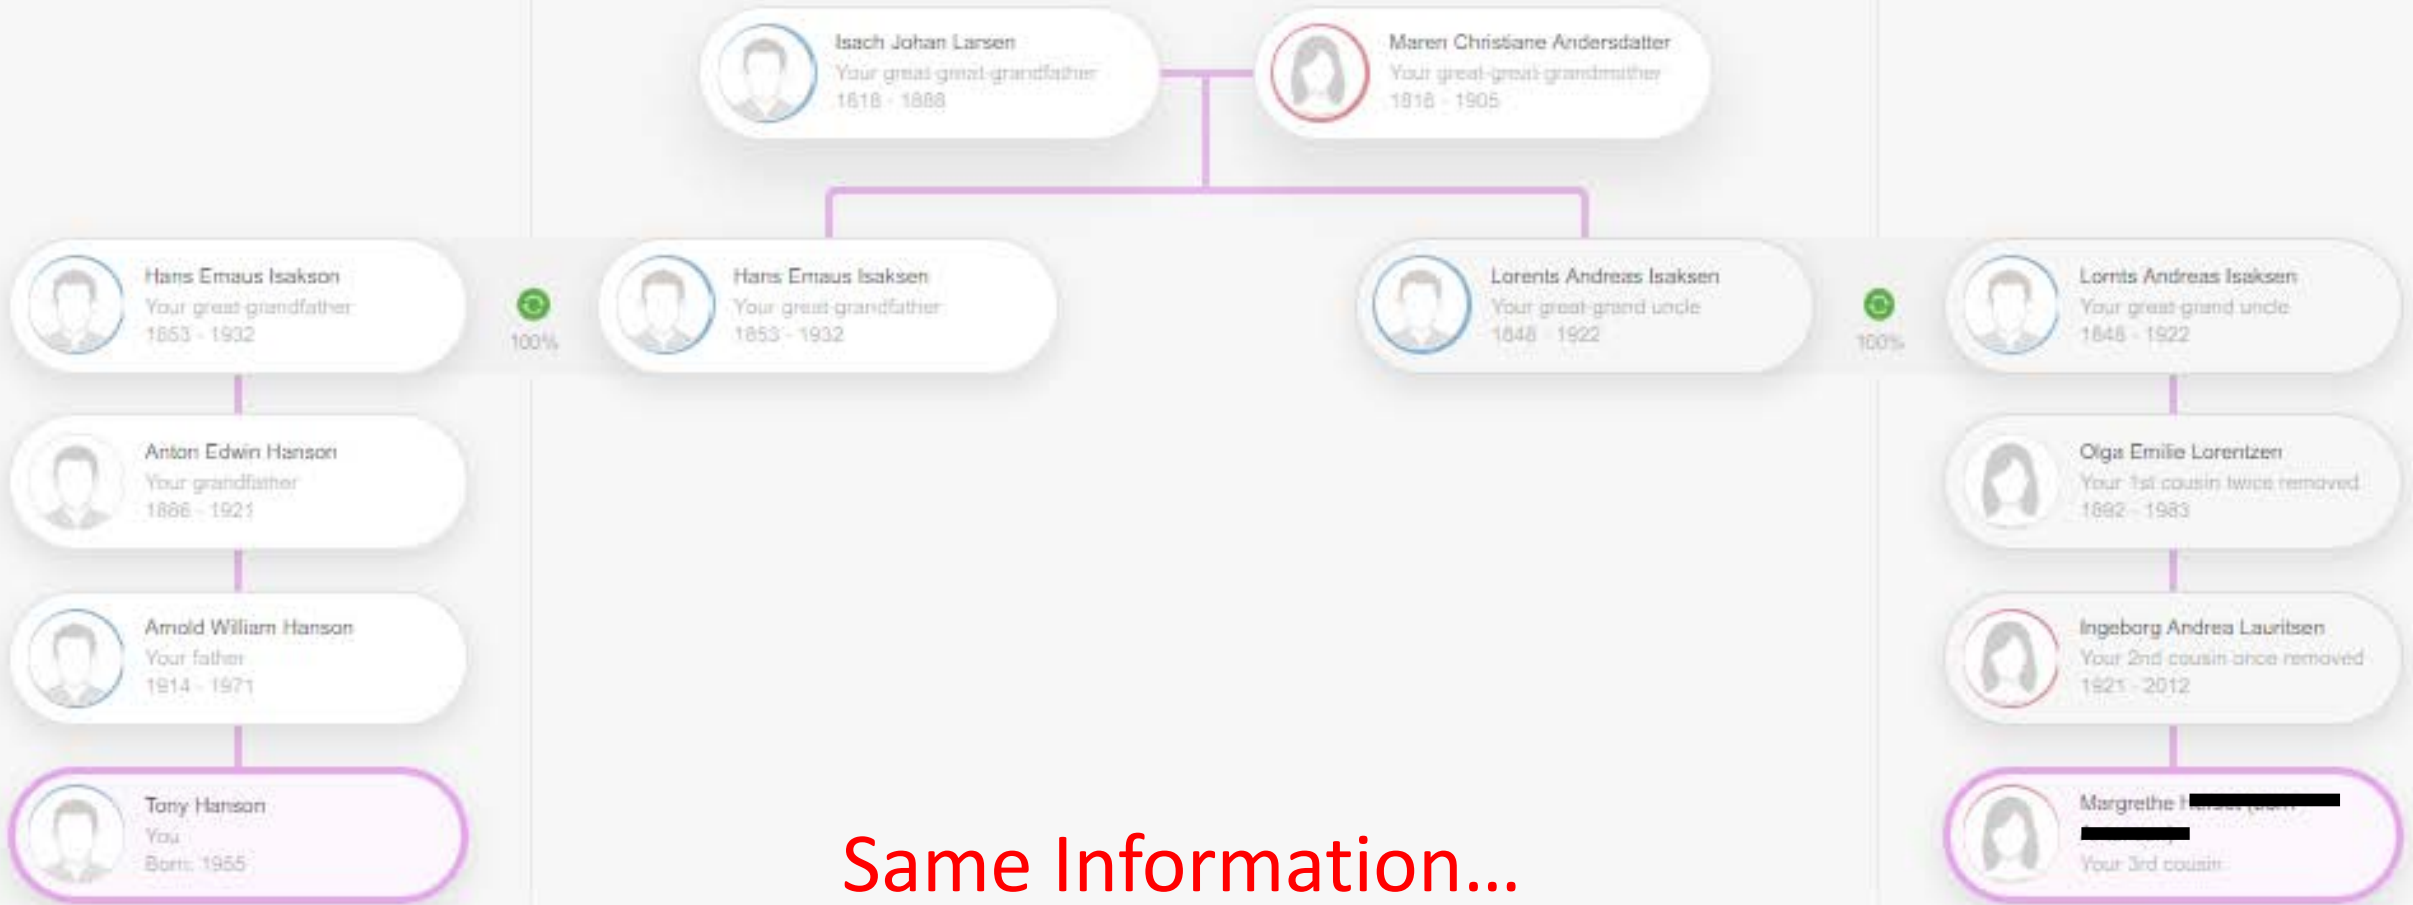 Isach Johan Larsen
Your great-great-grandfather
1818 - 1888
Maren Christiane Andersdatter
Your great-great-grandmother
1818 - 1905
Hans Emaus Isakson
Your great-grandfather
1853 - 1932
100%
Hans Emaus Isaksen
Your great-grandfather
1853 - 1932
Lorents Andreas Isaksen
Your great-grand uncle
1848 - 1922
100%
Lornts Andreas Isaksen
Your great-grand uncle
1848 - 1922
Anton Edwin Hanson
Your grandfather
1886 - 1921
Olga Emilie Lorentzen
Your 1st cousin twice removed
1892 - 1983
Arnold William Hanson
Your father
1914 - 1971
Ingeborg Andrea Lauritsen
Your 2nd cousin once removed
1921 - 2012
Tony Hanson
You
Born: 1955
Margrethe
Your 3rd cousin
Same Information...